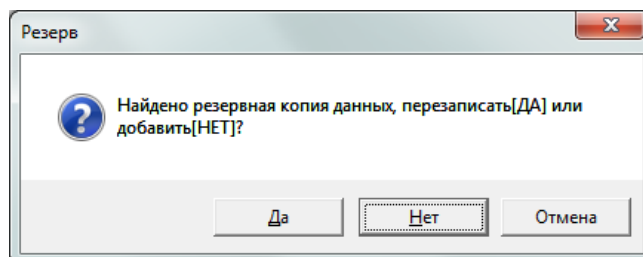 Резерв
Найдено резервная копия данных, перезаписать[ДА] или
добавить[НЕТ]?
Да
Нет
Отмена